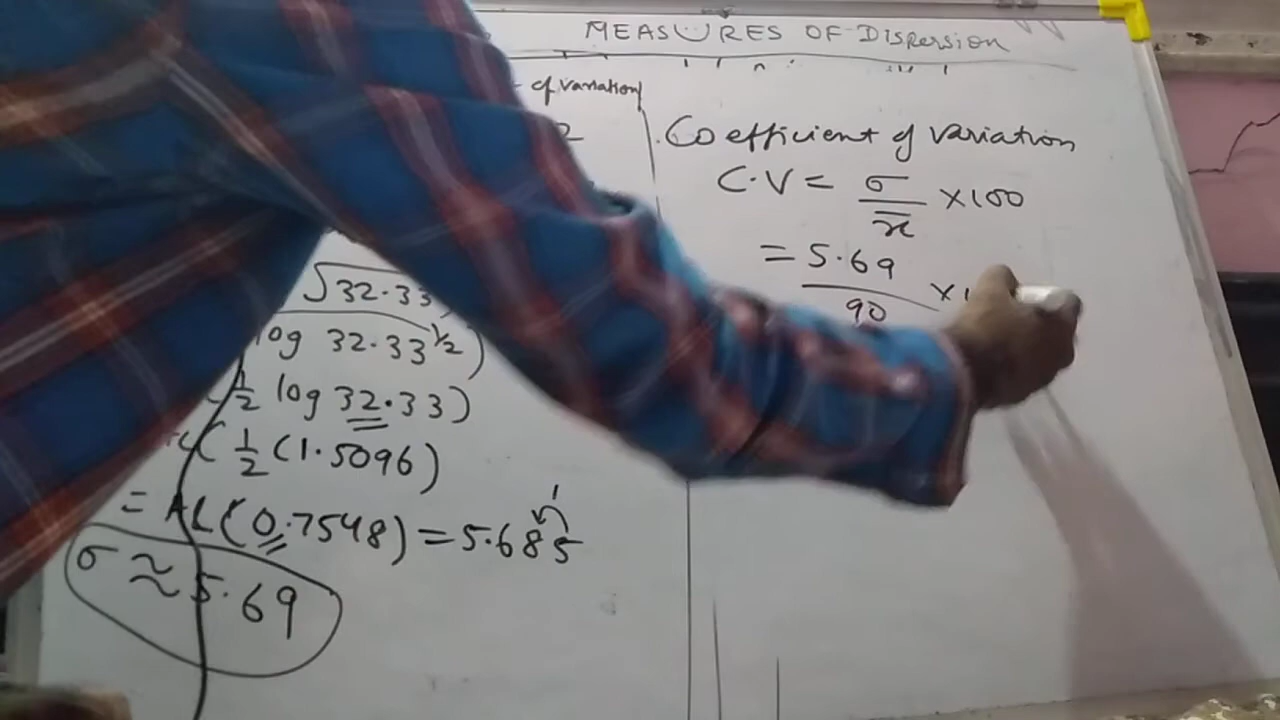 MEASURES OF DISPERSION
of variation
2
√32.33
log 32.33^1/2)
1/2 log 32.33)
( 1/2 (1.5096)
= AL(0.7548) = 5.685
σ ≈ 5.69
Coefficient of variation
C.V = σ/x̄ ×100
= 5.69/90 ×1